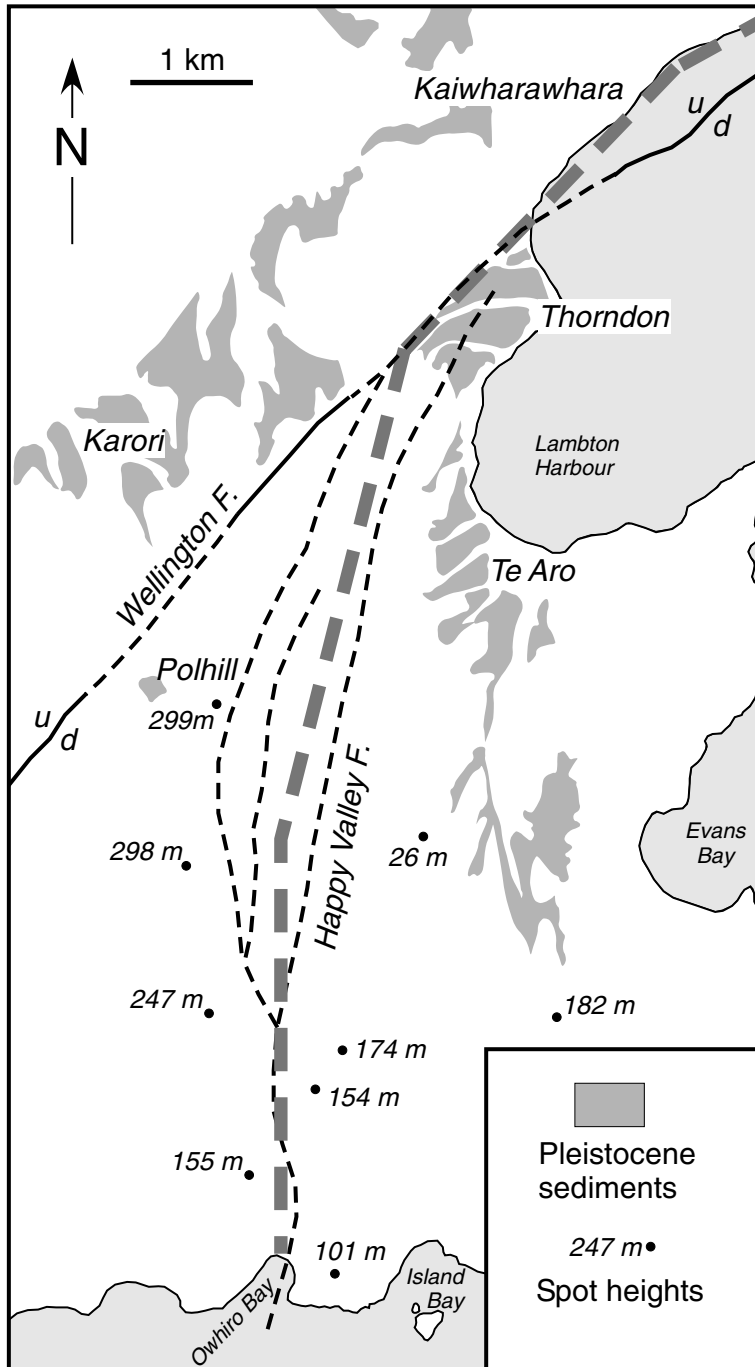 1 km
N
Kaiwharawhara
u
d
Thorndon
Karori
Lambton
Harbour
Wellington F.
Te Aro
Polhill
299m
u
d
Happy Valley F.
298 m
26 m
Evans
Bay
247 m
182 m
174 m
154 m
155 m
101 m
Owhiro Bay
Island
Bay
Pleistocene
sediments
247 m
Spot heights